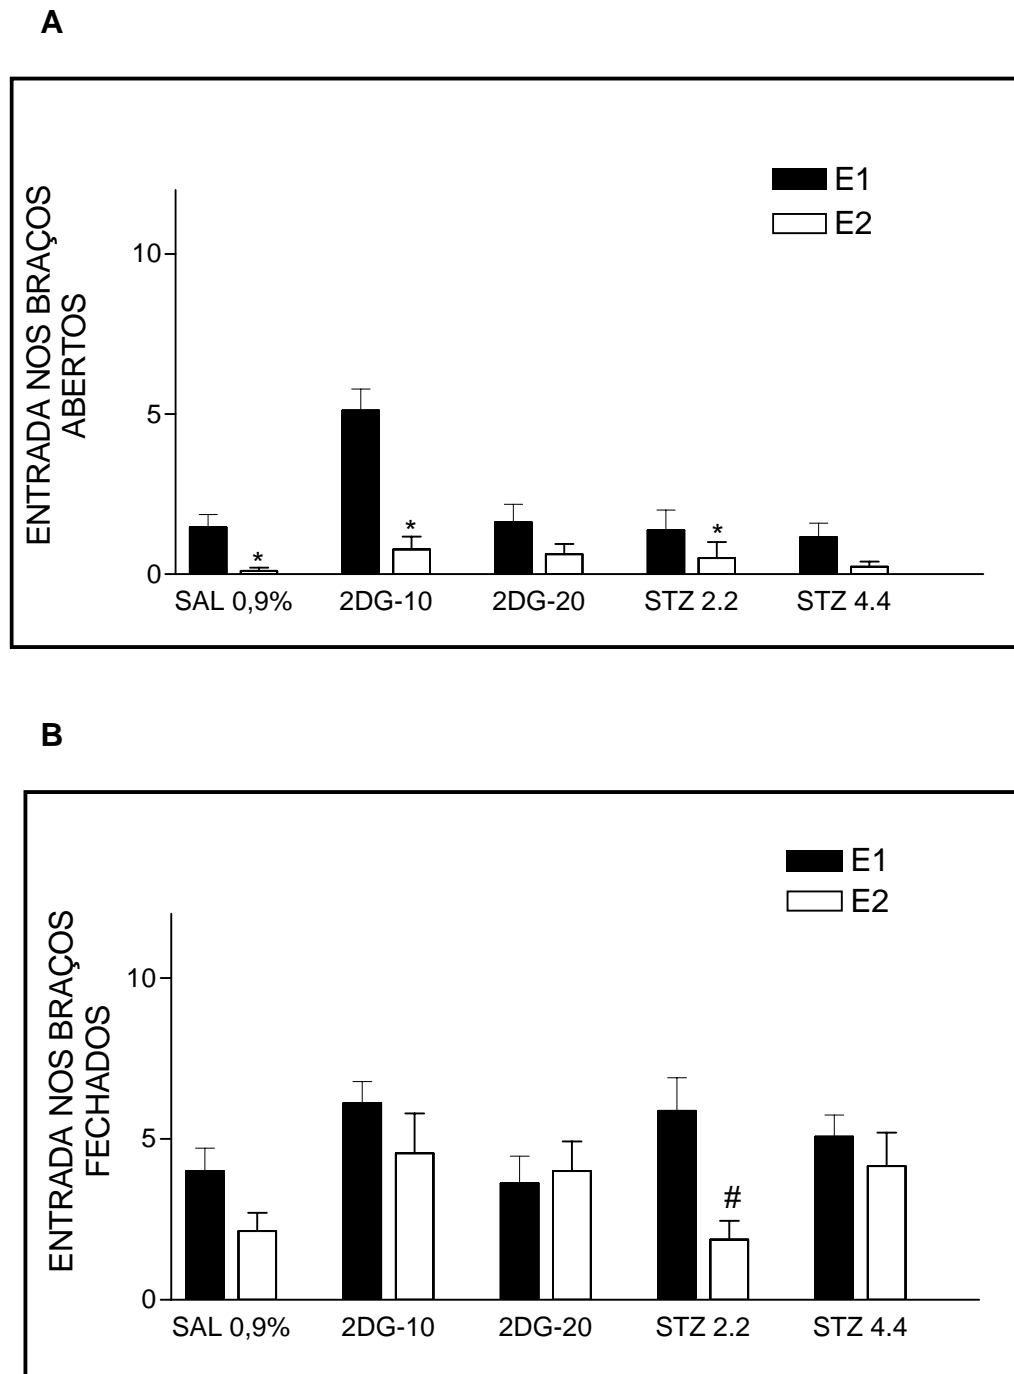 A
E1
E2
ENTRADA NOS BRAÇOS
ABERTOS
10
5
0
*
*
*
SAL 0,9%
2DG-10
2DG-20
STZ 2.2
STZ 4.4
B
E1
E2
ENTRADA NOS BRAÇOS
FECHADOS
10
5
0
#
SAL 0,9%
2DG-10
2DG-20
STZ 2.2
STZ 4.4